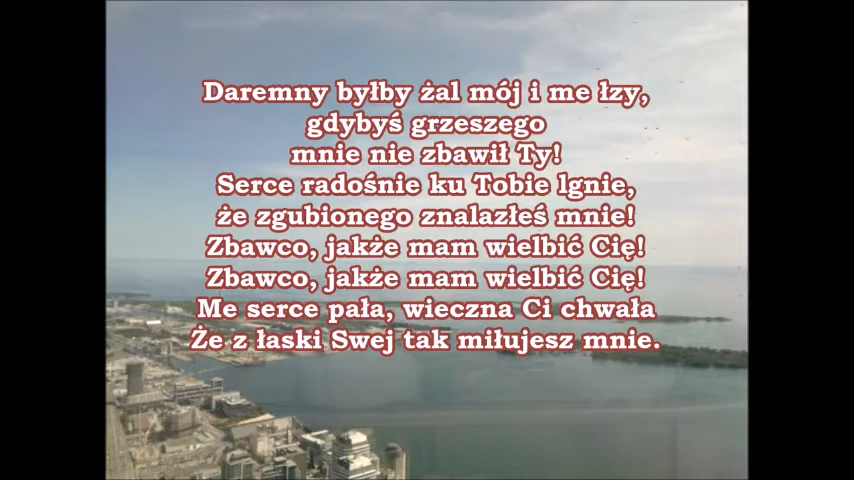 Daremny byłby żal mój i me łzy,
gdybyś grzeszego
mnie nie zbawił Ty!
Serce radośnie ku Tobie lgnie,
że zgubionego znalazłeś mnie!
Zbawco, jakże mam wielbić Cię!
Zbawco, jakże mam wielbić Cię!
Me serce pała, wieczna Ci chwała
Że z łaski Swej tak miłujesz mnie.